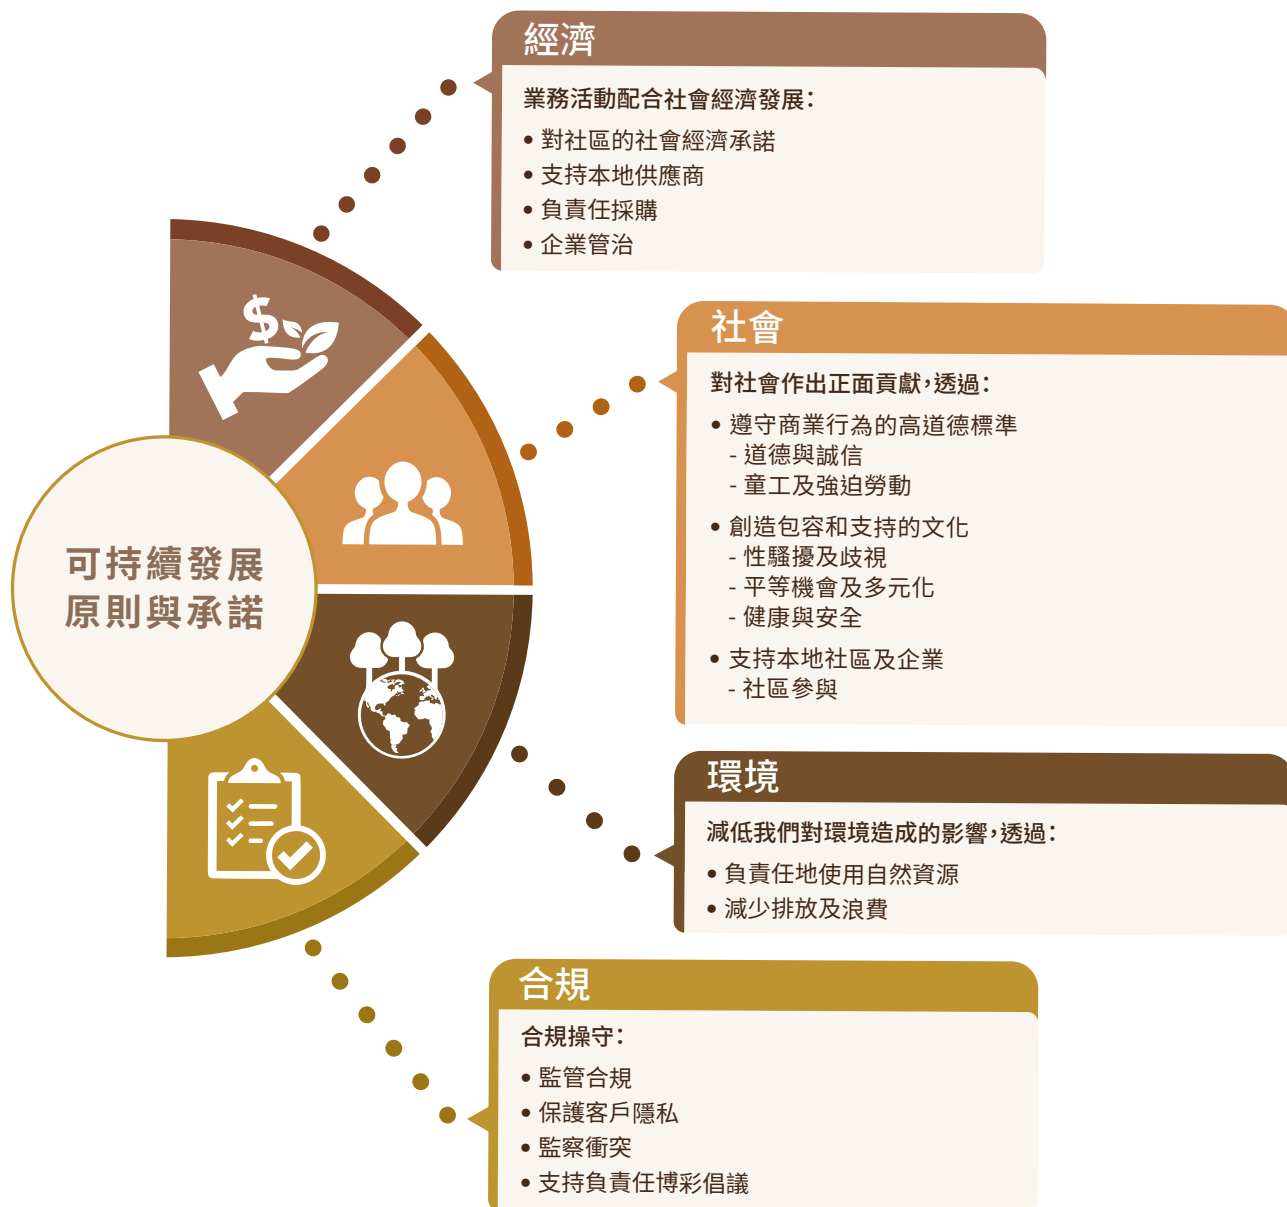 經濟
業務活動配合社會經濟發展：
• 對社區的社會經濟承諾
• 支持本地供應商
• 負責任採購
• 企業管治
社會
對社會作出正面貢獻，透過：
• 遵守商業行為的高道德標準
- 道德與誠信
- 童工及強迫勞動
• 創造包容和支持的文化
- 性騷擾及歧視
- 平等機會及多元化
- 健康與安全
• 支持本地社區及企業
- 社區參與
可持續發展
原則與承諾
環境
減低我們對環境造成的影響，透過：
• 負責任地使用自然資源
• 減少排放及浪費
合規
合規操守：
• 監管合規
• 保護客戶隱私
• 監察衝突
• 支持負責任博彩倡議